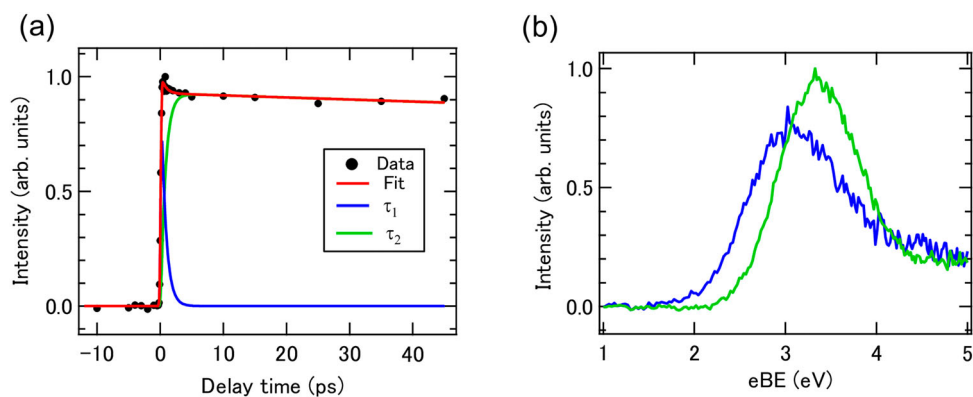 (a)
Intensity (arb. units)
1.0
0.5
0.0
Data
Fit
τ1
τ2
−10 0 10 20 30 40
Delay time (ps)
(b)
Intensity (arb. units)
1.0
0.5
0.0
1 2 3 4 5
eBE (eV)